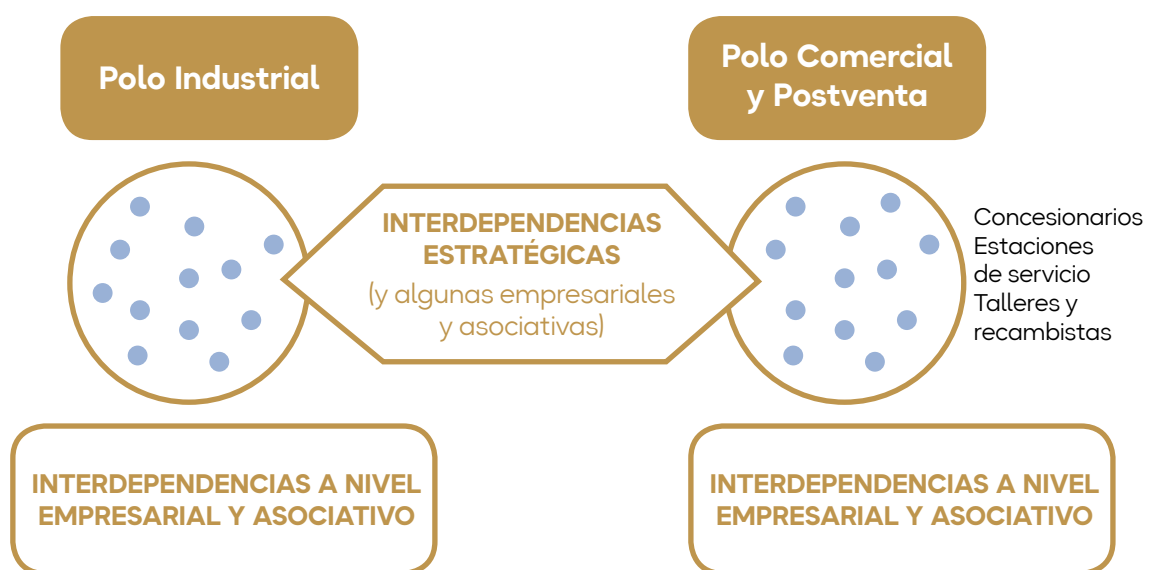 Polo Industrial
Polo Comercial
y Postventa
INTERDEPENDENCIAS
ESTRATÉGICAS
(y algunas empresariales
y asociativas)
Concesionarios
Estaciones
de servicio
Talleres y
recambistas
INTERDEPENDENCIAS A NIVEL
EMPRESARIAL Y ASOCIATIVO
INTERDEPENDENCIAS A NIVEL
EMPRESARIAL Y ASOCIATIVO